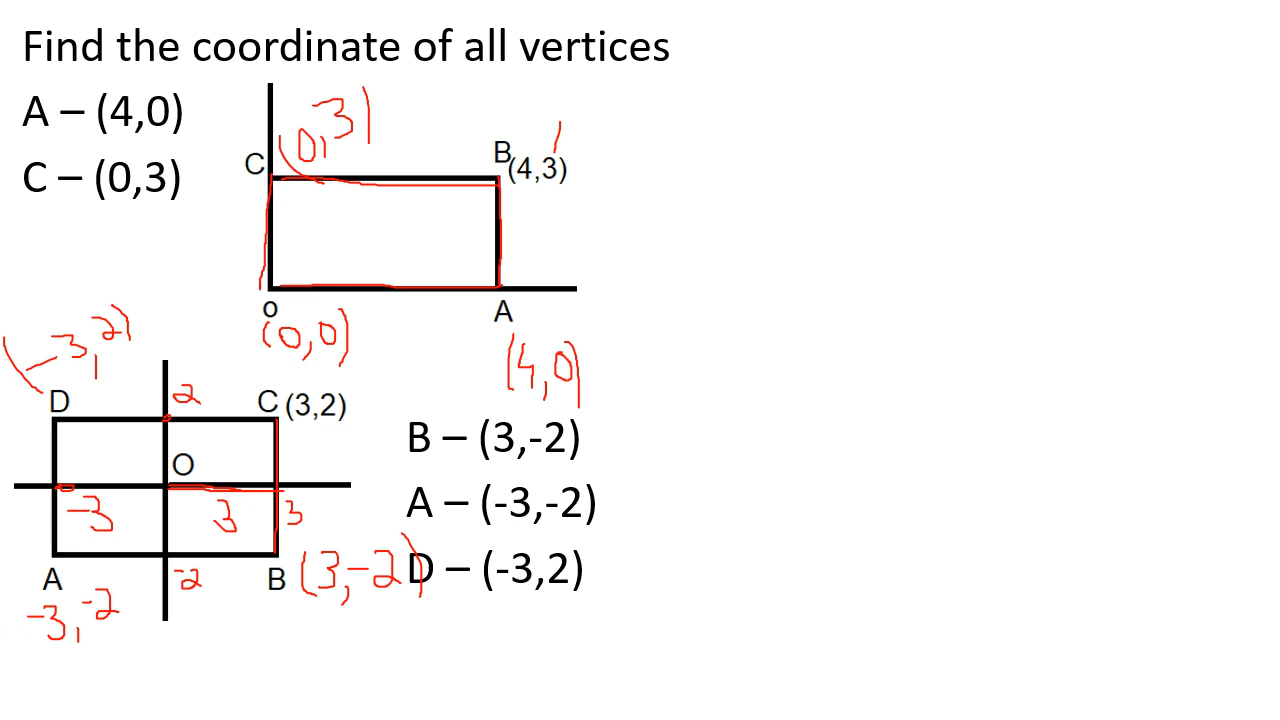 Find the coordinate of all vertices
A – (4,0)
C – (0,3)
(0,3)
C
B
(4,3)
o
A
(0,0)
(4,0)
(-3,2)
D
2
C (3,2)
O
-3
3
3
A
-2
B
(3,-2)
-3,-2
B – (3,-2)
A – (-3,-2)
D – (-3,2)